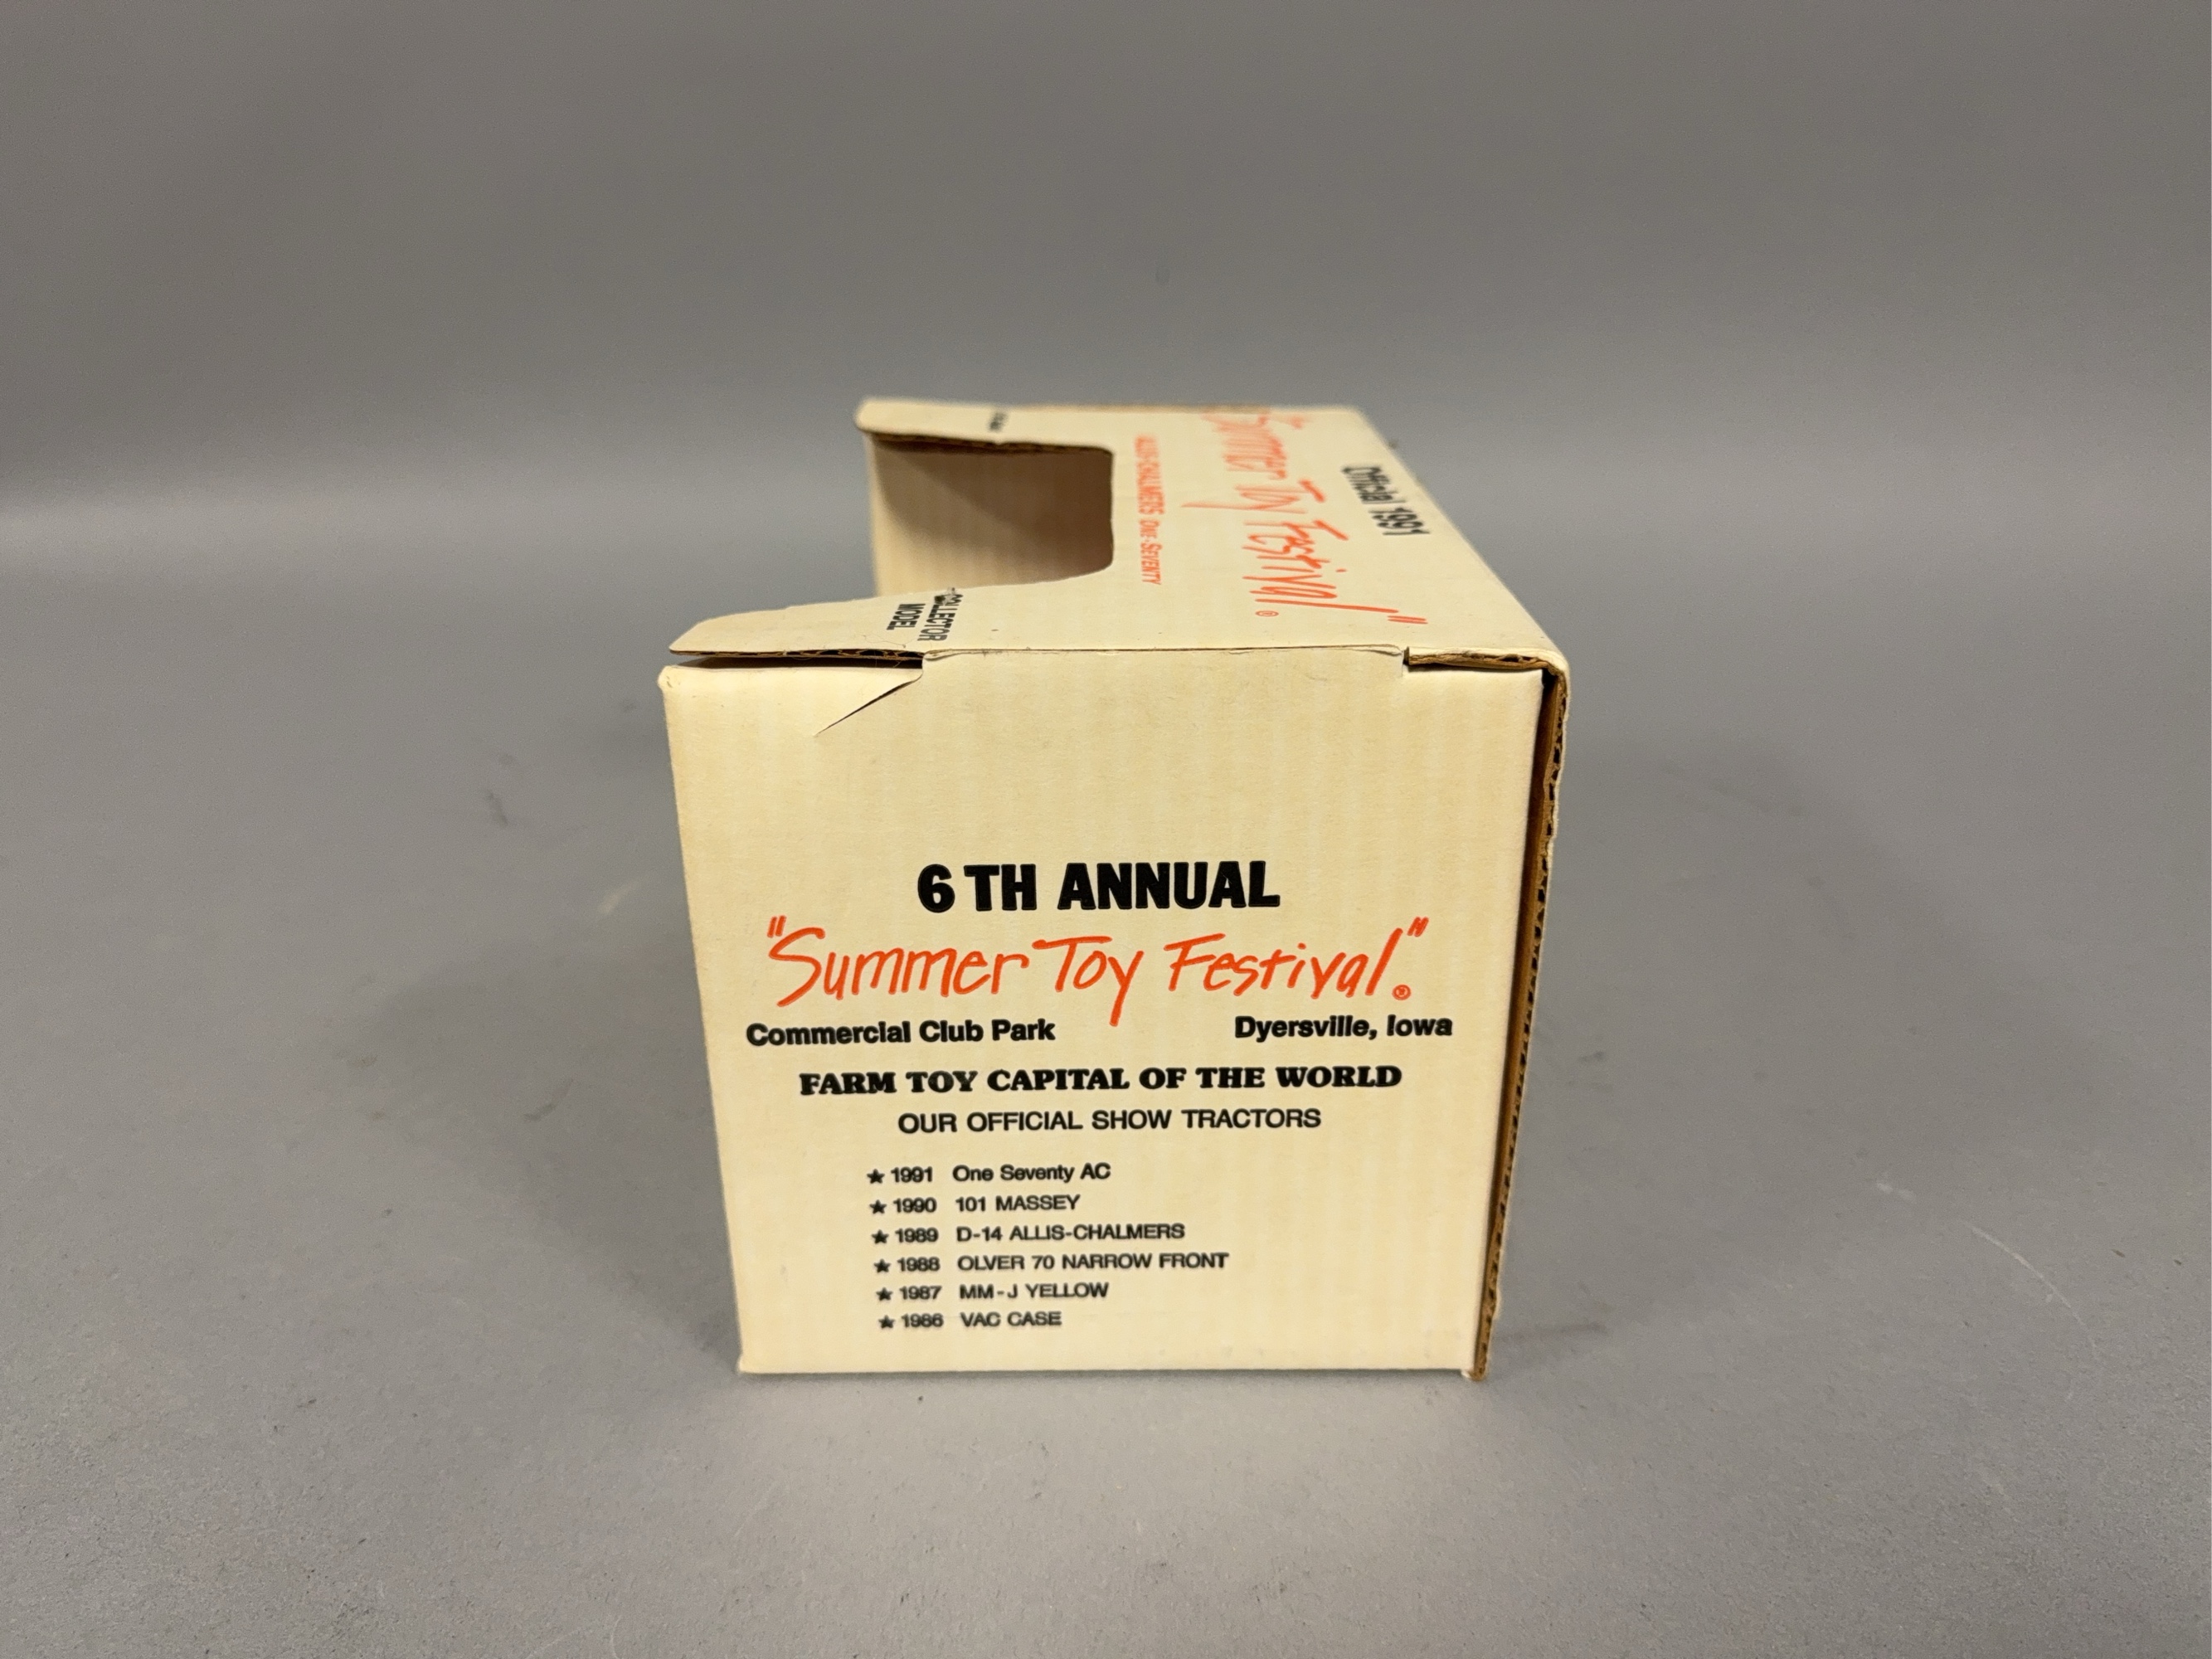 Official 1991
"Summer Toy Festival"®
ALLIS-CHALMERS ONE-SEVENTY
COLLECTOR
MODEL
6TH ANNUAL
"Summer Toy Festival."®
Commercial Club Park Dyersville, Iowa
FARM TOY CAPITAL OF THE WORLD
OUR OFFICIAL SHOW TRACTORS
★ 1991 One Seventy AC
★ 1990 101 MASSEY
★ 1989 D-14 ALLIS-CHALMERS
★ 1988 OLVER 70 NARROW FRONT
★ 1987 MM-J YELLOW
★ 1986 VAC CASE